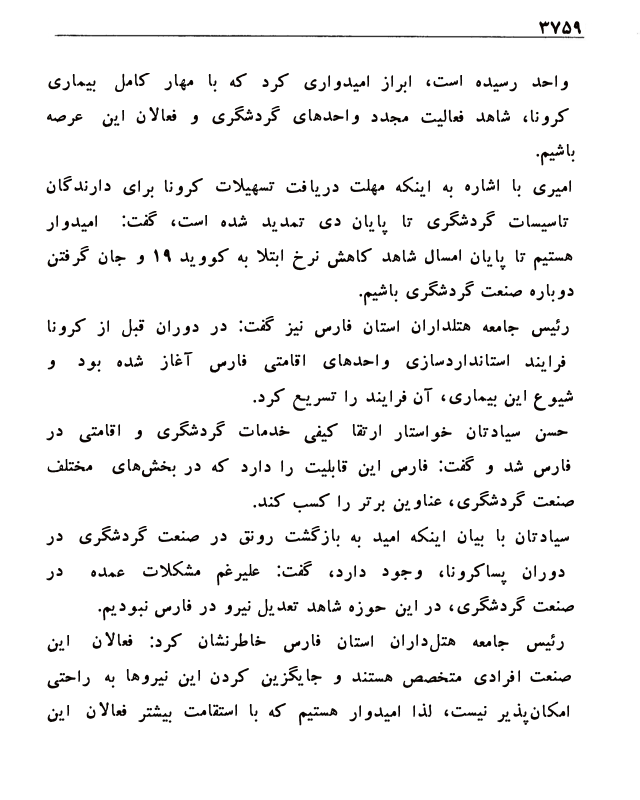 ۳۷۵۹
واحد رسیده است، ابراز امیدواری کرد که با مهار کامل بیماری
کرونا، شاهد فعالیت مجدد واحدهای گردشگری و فعالان این عرصه
باشیم.
امیری با اشاره به اینکه مهلت دریافت تسهیلات کرونا برای دارندگان
تاسیسات گردشگری تا پایان دی تمدید شده است، گفت: امیدوار
هستیم تا پایان امسال شاهد کاهش نرخ ابتلا به کووید ۱۹ و جان گرفتن
دوباره صنعت گردشگری باشیم.
رئیس جامعه هتلداران استان فارس نیز گفت: در دوران قبل از کرونا
فرایند استانداردسازی واحدهای اقامتی فارس آغاز شده بود و
شیوع این بیماری، آن فرایند را تسریع کرد.
حسن سیادتان خواستار ارتقا کیفی خدمات گردشگری و اقامتی در
فارس شد و گفت: فارس این قابلیت را دارد که در بخش‌های مختلف
صنعت گردشگری، عناوین برتر را کسب کند.
سیادتان با بیان اینکه امید به بازگشت رونق در صنعت گردشگری در
دوران پساکرونا، وجود دارد، گفت: علیرغم مشکلات عمده در
صنعت گردشگری، در این حوزه شاهد تعدیل نیرو در فارس نبودیم.
رئیس جامعه هتل‌داران استان فارس خاطرنشان کرد: فعالان این
صنعت افرادی متخصص هستند و جایگزین کردن این نیروها به راحتی
امکان‌پذیر نیست، لذا امیدوار هستیم که با استقامت بیشتر فعالان این